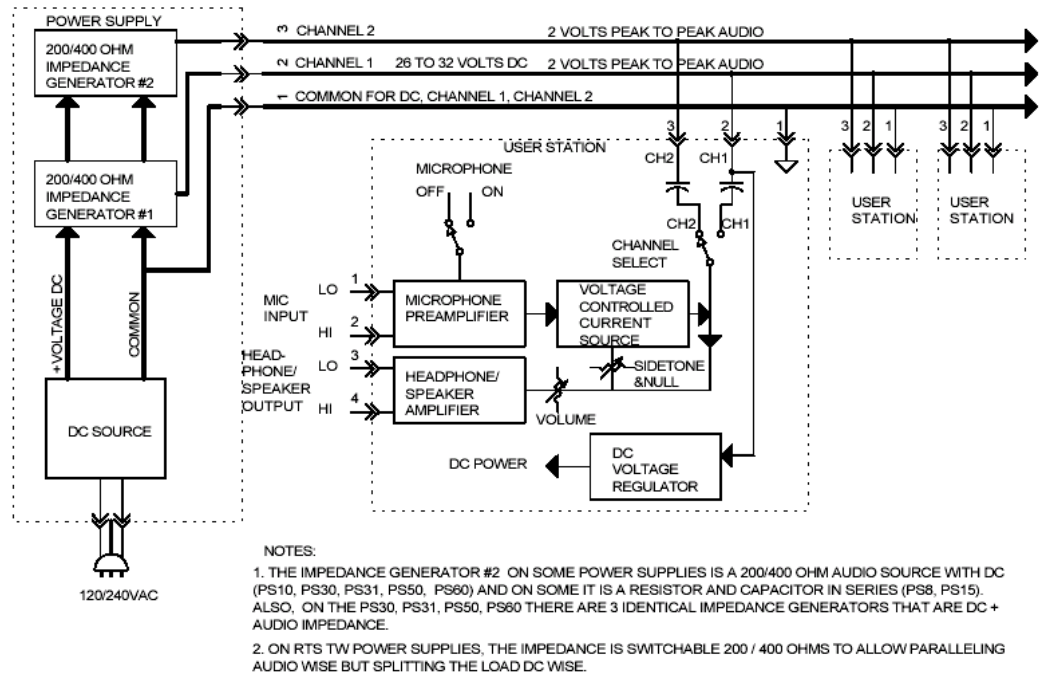 POWER SUPPLY
200/400 OHM
IMPEDANCE
GENERATOR #2
200/400 OHM
IMPEDANCE
GENERATOR #1
+VOLTAGE DC
COMMON
DC SOURCE
120/240VAC
3 CHANNEL 2 2 VOLTS PEAK TO PEAK AUDIO
2 CHANNEL 1 26 TO 32 VOLTS DC 2 VOLTS PEAK TO PEAK AUDIO
1 COMMON FOR DC, CHANNEL 1, CHANNEL 2
3 2 1
USER STATION
CH2 CH1
MICROPHONE
OFF ON
CH2 CH1
CHANNEL
SELECT
MIC
INPUT
LO 1
HI 2
MICROPHONE
PREAMPLIFIER
VOLTAGE
CONTROLLED
CURRENT
SOURCE
HEAD-
PHONE/
SPEAKER
OUTPUT
LO 3
HI 4
HEADPHONE/
SPEAKER
AMPLIFIER
SIDETONE
&NULL
VOLUME
DC POWER
DC
VOLTAGE
REGULATOR
3 2 1
USER
STATION
3 2 1
USER
STATION
NOTES:
1. THE IMPEDANCE GENERATOR #2 ON SOME POWER SUPPLIES IS A 200/400 OHM AUDIO SOURCE WITH DC
(PS10, PS30, PS31, PS50, PS60) AND ON SOME IT IS A RESISTOR AND CAPACITOR IN SERIES (PS8, PS15).
ALSO, ON THE PS30, PS31, PS50, PS60 THERE ARE 3 IDENTICAL IMPEDANCE GENERATORS THAT ARE DC +
AUDIO IMPEDANCE.
2. ON RTS TW POWER SUPPLIES, THE IMPEDANCE IS SWITCHABLE 200 / 400 OHMS TO ALLOW PARALLELING
AUDIO WISE BUT SPLITTING THE LOAD DC WISE.